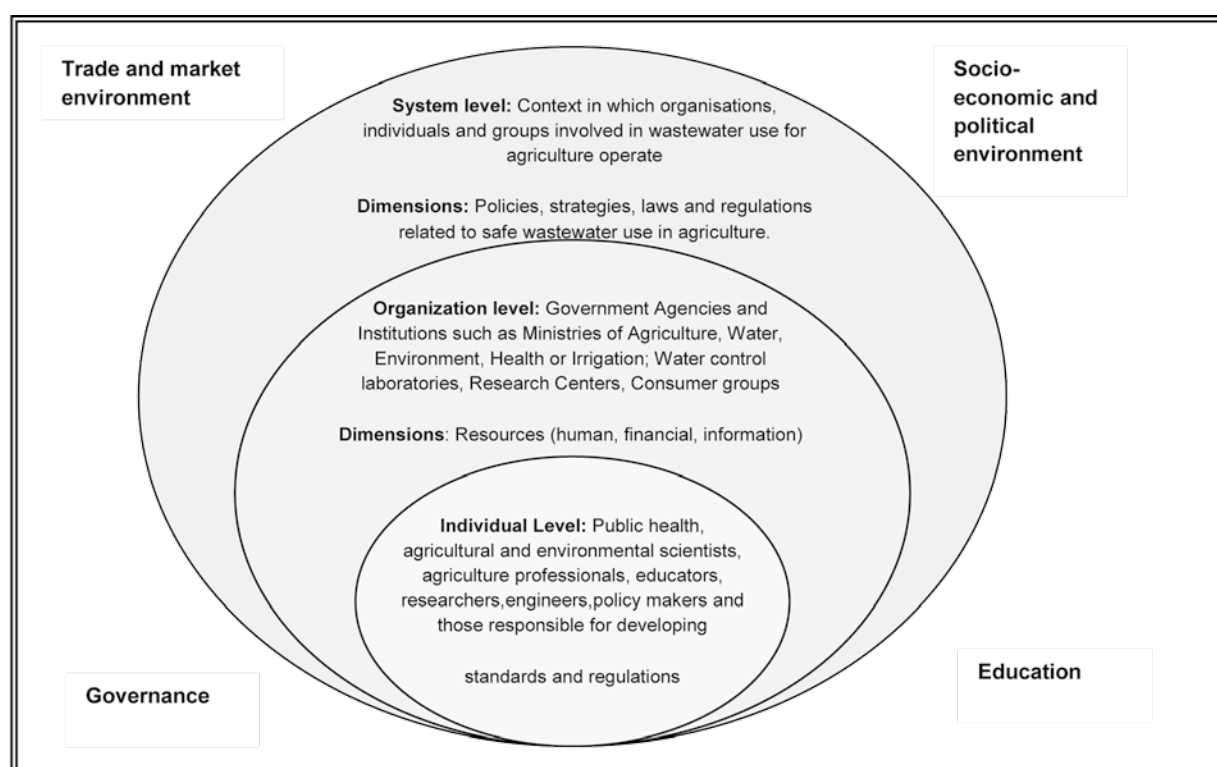 Trade and market
environment
Socio-
economic and
political
environment
System level: Context in which organisations,
individuals and groups involved in wastewater use for
agriculture operate
Dimensions: Policies, strategies, laws and regulations
related to safe wastewater use in agriculture.
Organization level: Government Agencies and
Institutions such as Ministries of Agriculture, Water,
Environment, Health or Irrigation; Water control
laboratories, Research Centers, Consumer groups
Dimensions: Resources (human, financial, information)
Individual Level: Public health,
agricultural and environmental scientists,
agriculture professionals, educators,
researchers,engineers,policy makers and
those responsible for developing
standards and regulations
Governance
Education